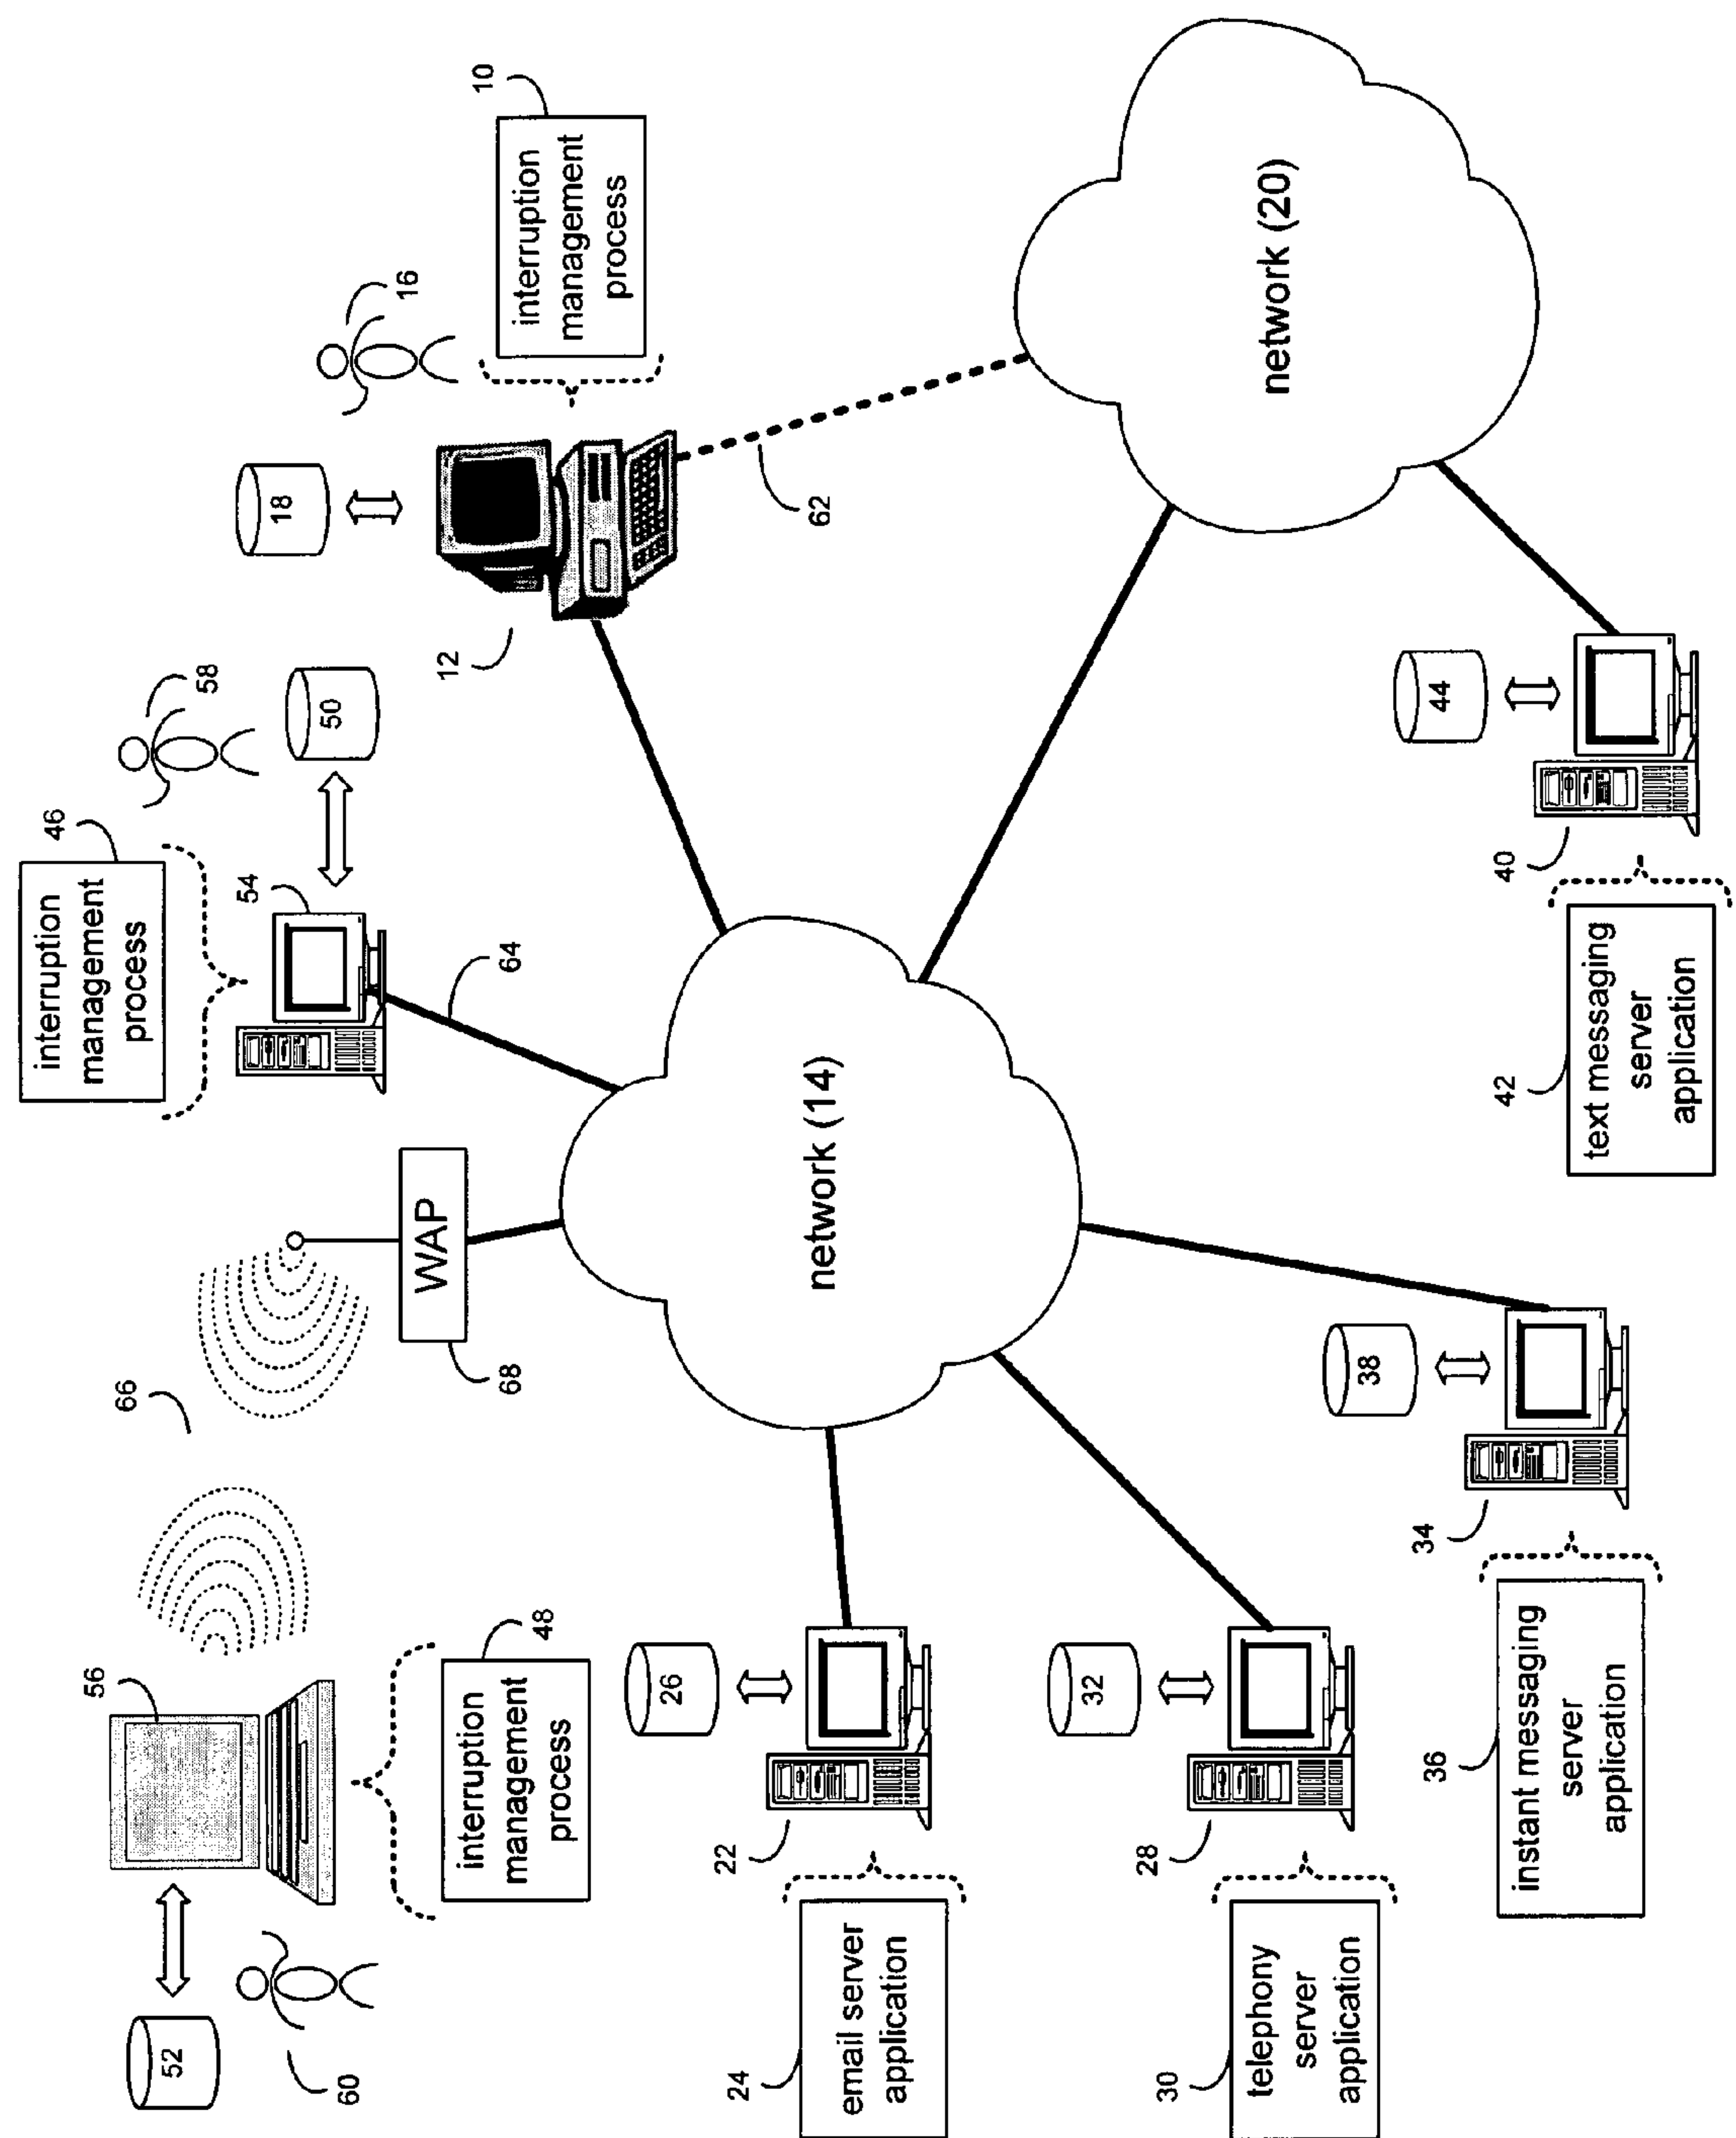 52
60
56
48
interruption
management
process
66
68
WAP
46
interruption
management
process
54
64
50
58
18
16
10
interruption
management
process
12
62
network (14)
network (20)
26
22
24
email server
application
32
28
30
telephony
server
application
38
34
36
instant messaging
server
application
44
40
42
text messaging
server
application